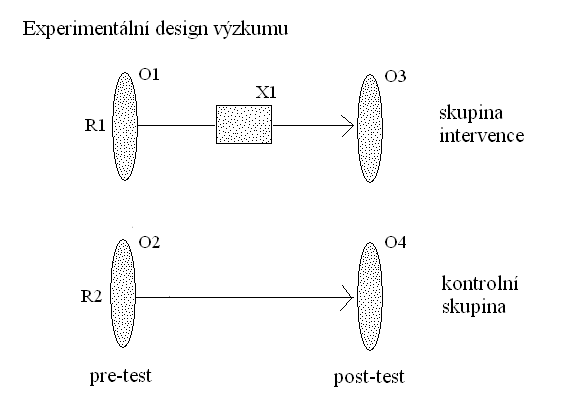 Experimentální design výzkumu
O1
O3
X1
R1
skupina
intervence
O2
O4
R2
kontrolní
skupina
pre-test
post-test